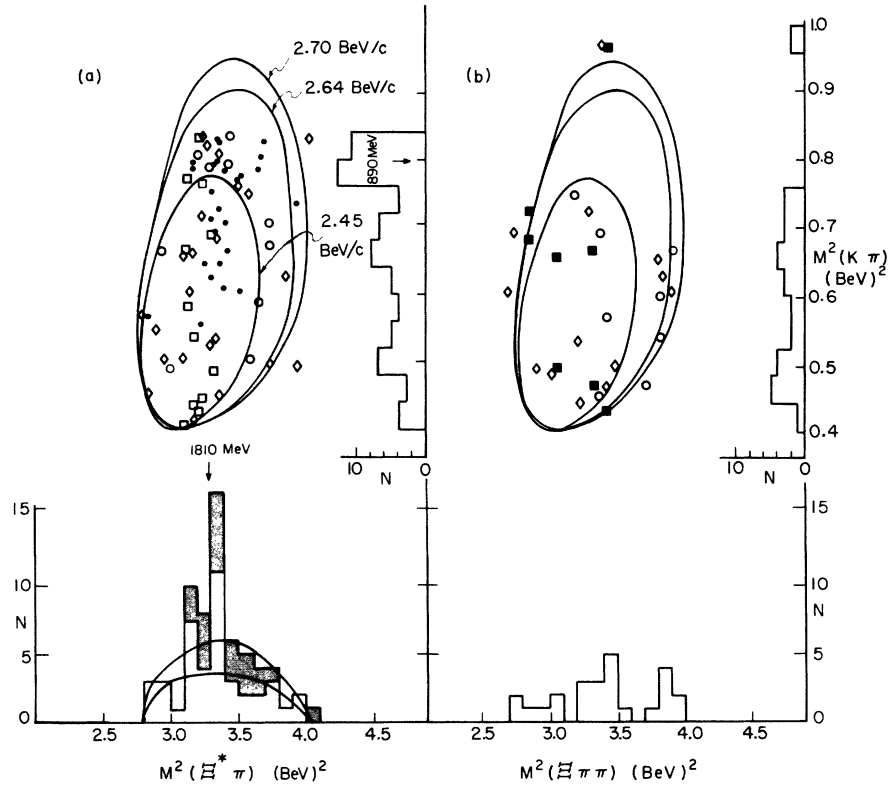 (a)
2.70 BeV/c
2.64 BeV/c
2.45
BeV/c
890 MeV
10 0
N
(b)
1.0
0.9
0.8
0.7
M²(K π)
(BeV)²
0.6
0.5
0.4
10 0
N
1810 MeV
15
10
N
5
0
2.5 3.0 3.5 4.0 4.5
M²(Ξ*π) (BeV)²
15
10
N
5
0
2.5 3.0 3.5 4.0 4.5
M²(Ξππ) (BeV)²